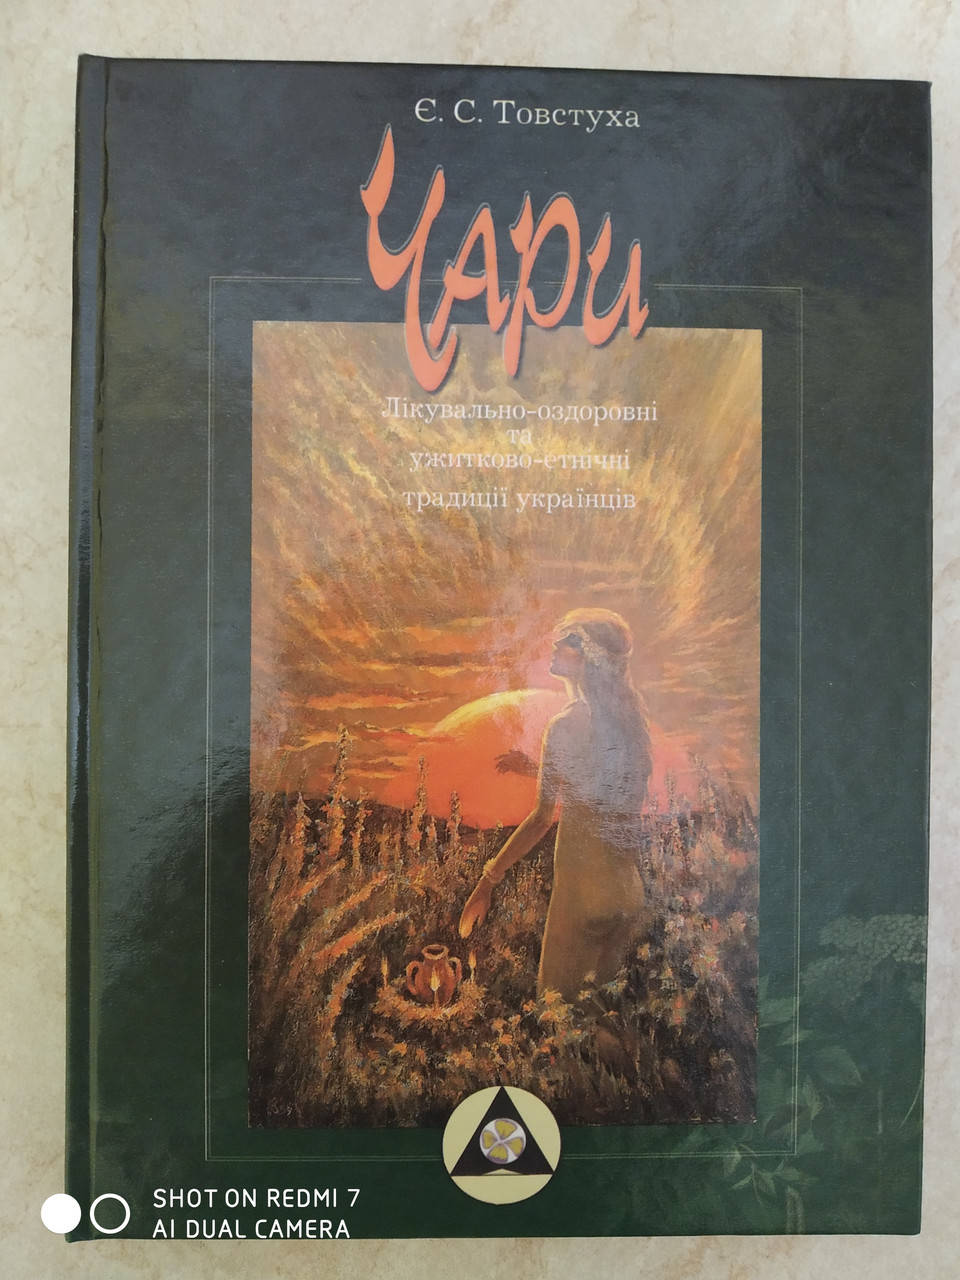 Є. С. Товстуха
Чари
Лікувально-оздоровні
та
ужитково-етнічні
традиції українців
SHOT ON REDMI 7
AI DUAL CAMERA